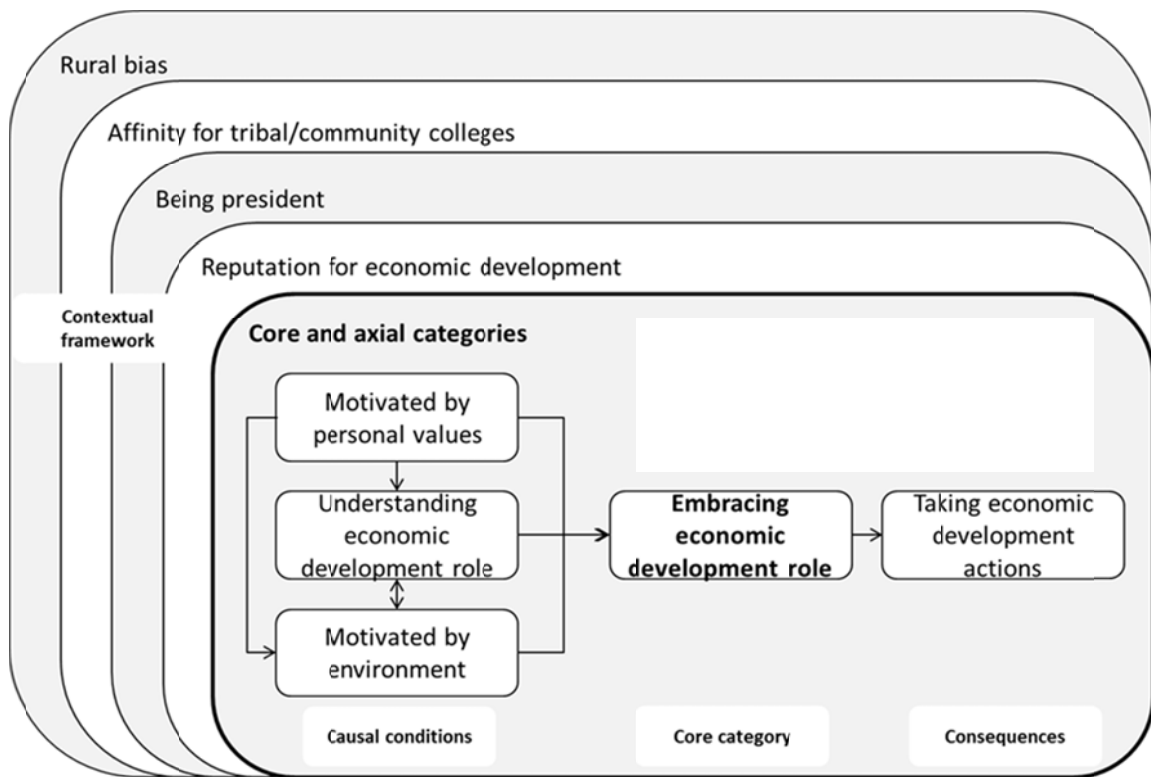 Rural bias
Affinity for tribal/community colleges
Being president
Reputation for economic development
Contextual
framework
Core and axial categories
Motivated by
personal values
Understanding
economic
development role
Motivated by
environment
Embracing
economic
development role
Taking economic
development
actions
Causal conditions
Core category
Consequences